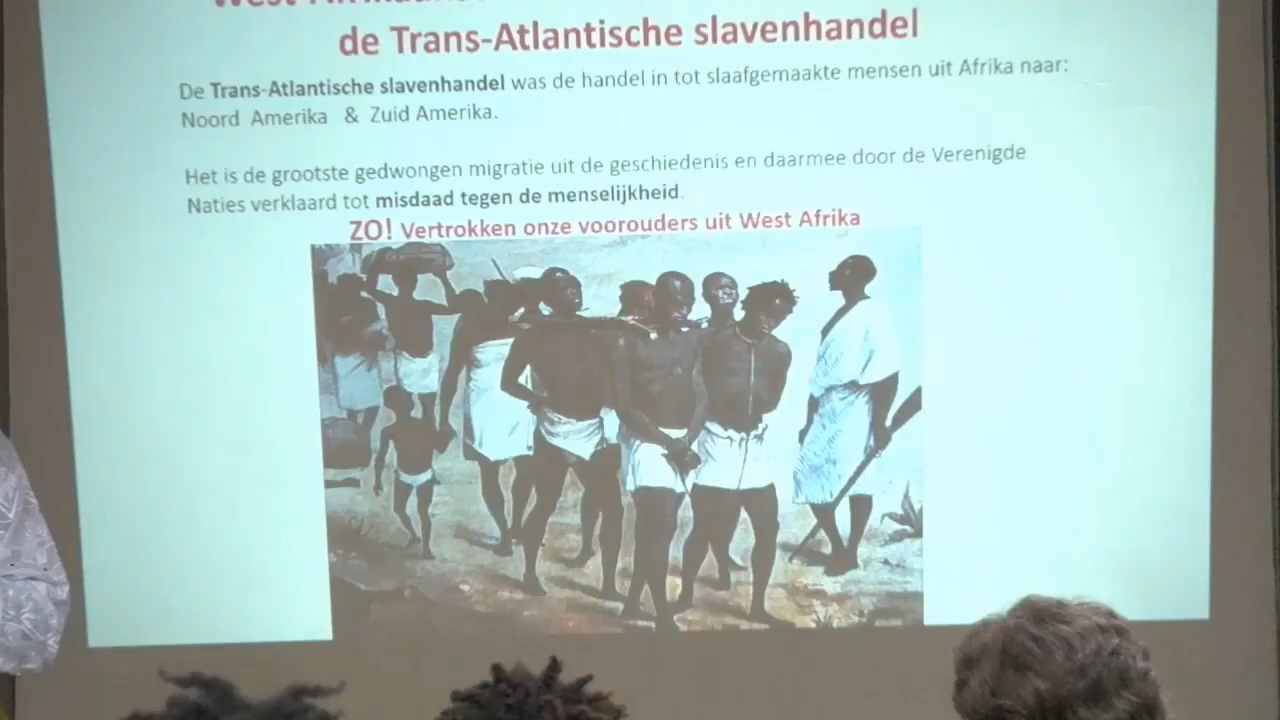 de Trans-Atlantische slavenhandel
De Trans-Atlantische slavenhandel was de handel in tot slaafgemaakte mensen uit Afrika naar:
Noord Amerika & Zuid Amerika.
Het is de grootste gedwongen migratie uit de geschiedenis en daarmee door de Verenigde
Naties verklaard tot misdaad tegen de menselijkheid.
ZO! Vertrokken onze voorouders uit West Afrika